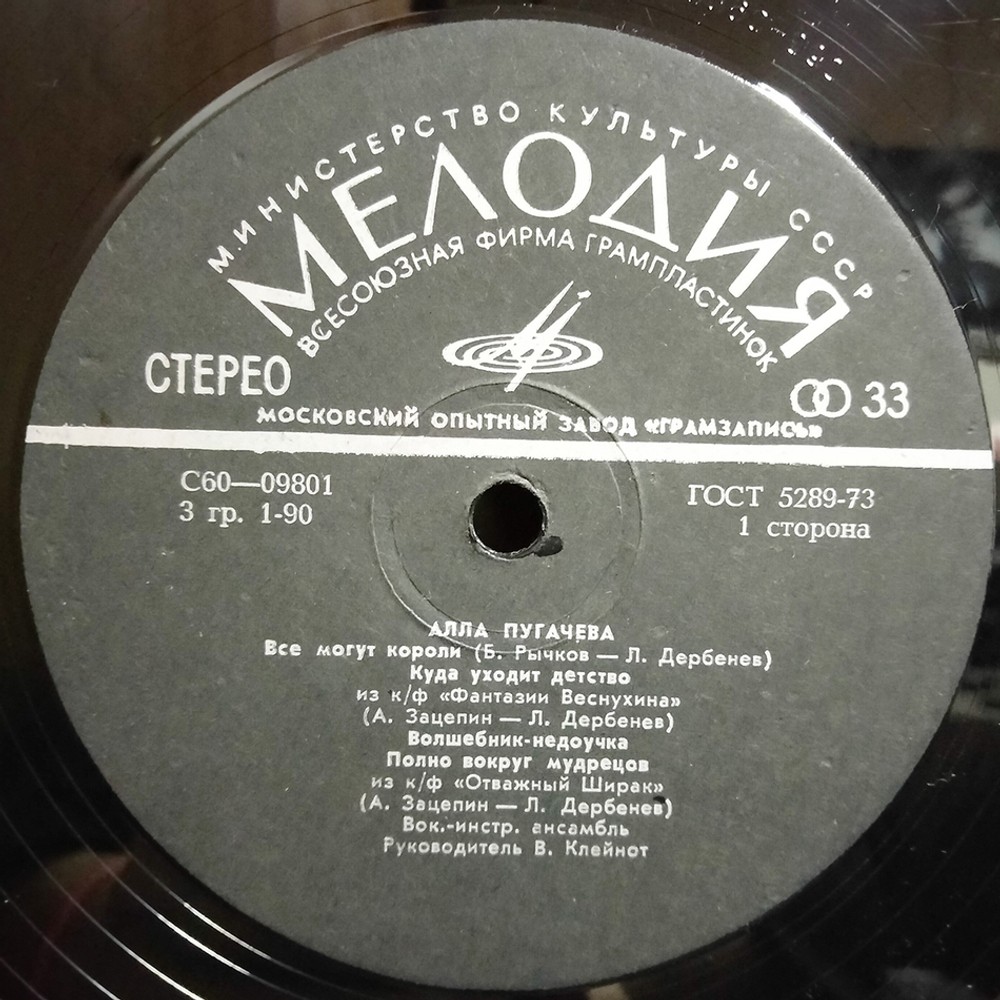 МИНИСТЕРСТВО КУЛЬТУРЫ СССР
МЕЛОДИЯ
ВСЕСОЮЗНАЯ ФИРМА ГРАМПЛАСТИНОК
СТЕРЕО
33
МОСКОВСКИЙ ОПЫТНЫЙ ЗАВОД «ГРАМЗАПИСЬ»
С60—09801
ГОСТ 5289-73
3 гр. 1-90
1 сторона
АЛЛА ПУГАЧЕВА
Все могут короли (Б. Рычков — Л. Дербенев)
Куда уходит детство
из к/ф «Фантазии Веснухина»
(А. Зацепин — Л. Дербенев)
Волшебник-недоучка
Полно вокруг мудрецов
из к/ф «Отважный Ширак»
(А. Зацепин — Л. Дербенев)
Вок.-инстр. ансамбль
Руководитель В. Клейнот